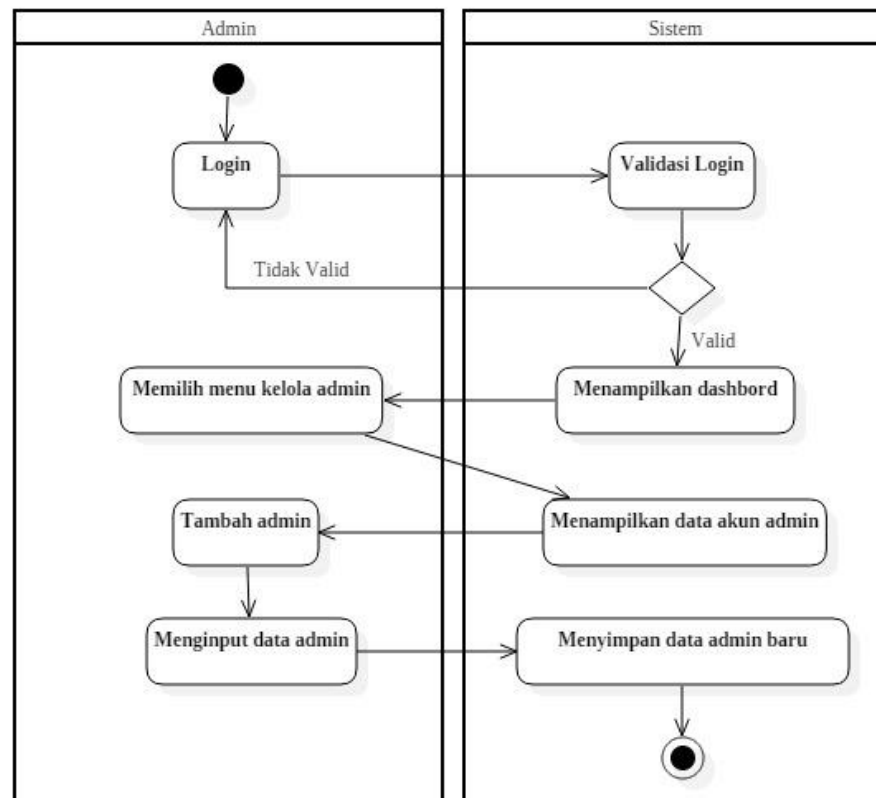 Admin
Sistem
Login
Validasi Login
Tidak Valid
Valid
Memilih menu kelola admin
Menampilkan dashbord
Tambah admin
Menampilkan data akun admin
Menginput data admin
Menyimpan data admin baru